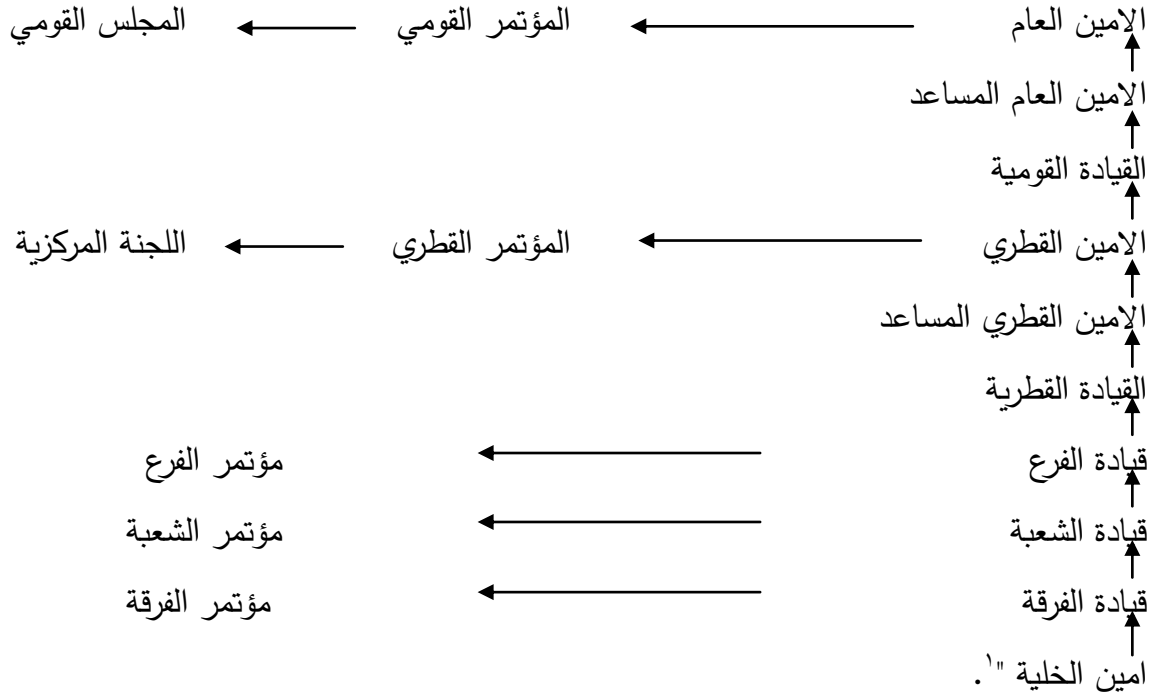 الامين العام المؤتمر القومي المجلس القومي
الامين العام المساعد
القيادة القومية
الامين القطري المؤتمر القطري اللجنة المركزية
الامين القطري المساعد
القيادة القطرية
قيادة الفرع مؤتمر الفرع
قيادة الشعبة مؤتمر الشعبة
قيادة الفرقة مؤتمر الفرقة
امين الخلية "١.